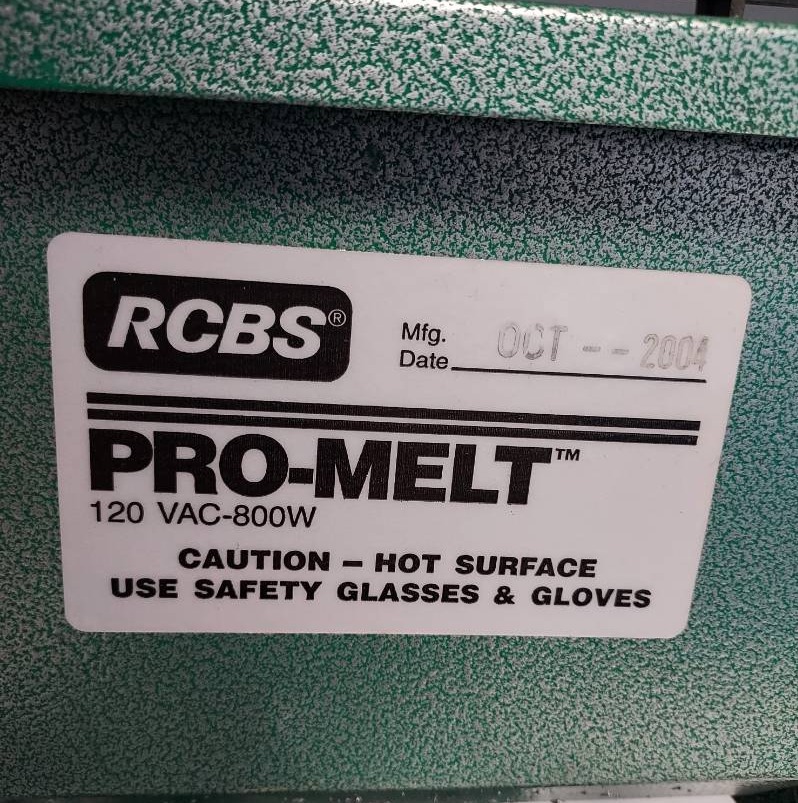 RCBS®
Mfg.
Date OCT -- 2004
PRO-MELT™
120 VAC-800W
CAUTION – HOT SURFACE
USE SAFETY GLASSES & GLOVES